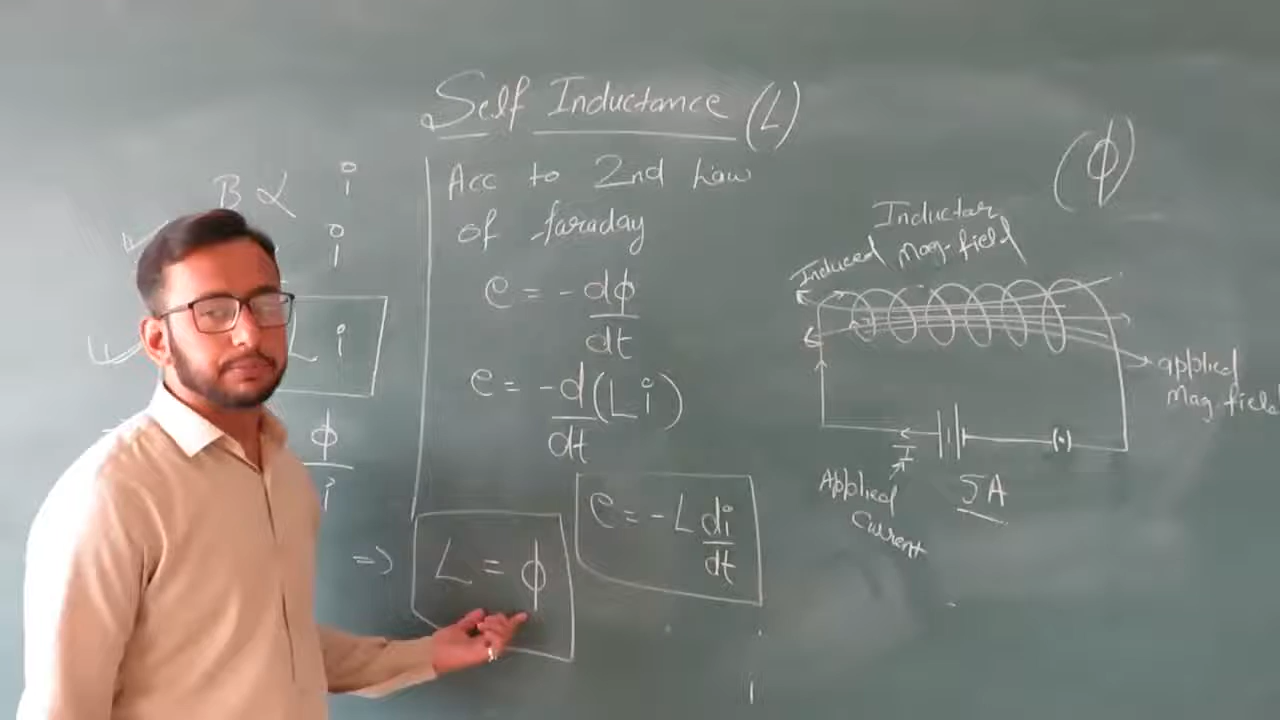 Self Inductance (L)
B ∝ i
i
L i
ϕ
i
Acc to 2nd Law
of faraday
e = - dϕ/dt
e = - d/dt (Li)
e = - L di/dt
=> L = ϕ
(ϕ)
Inductor
Induced Mag. field
applied
Mag. field
I
Applied
Current
5A
i